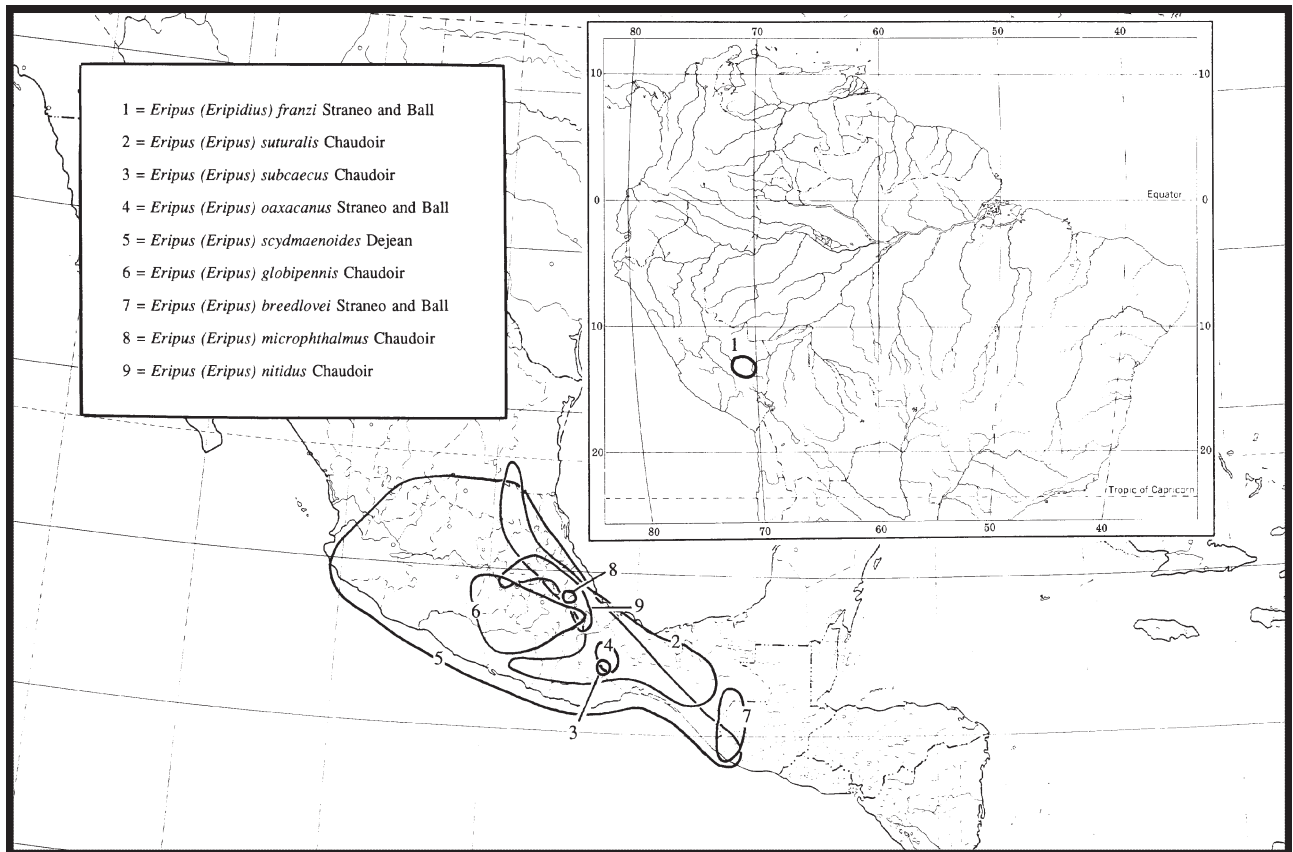 1 = Eripus (Eripidius) franzi Straneo and Ball
2 = Eripus (Eripus) suturalis Chaudoir
3 = Eripus (Eripus) subcaecus Chaudoir
4 = Eripus (Eripus) oaxacanus Straneo and Ball
5 = Eripus (Eripus) scydmaenoides Dejean
6 = Eripus (Eripus) globipennis Chaudoir
7 = Eripus (Eripus) breedlovei Straneo and Ball
8 = Eripus (Eripus) microphthalmus Chaudoir
9 = Eripus (Eripus) nitidus Chaudoir
80 70 60 50 40
10 10
Equator
0 0
10 10
1
20 20
Tropic of Capricorn
80 70 60 50 40
8
9
6
2
4
5
7
3